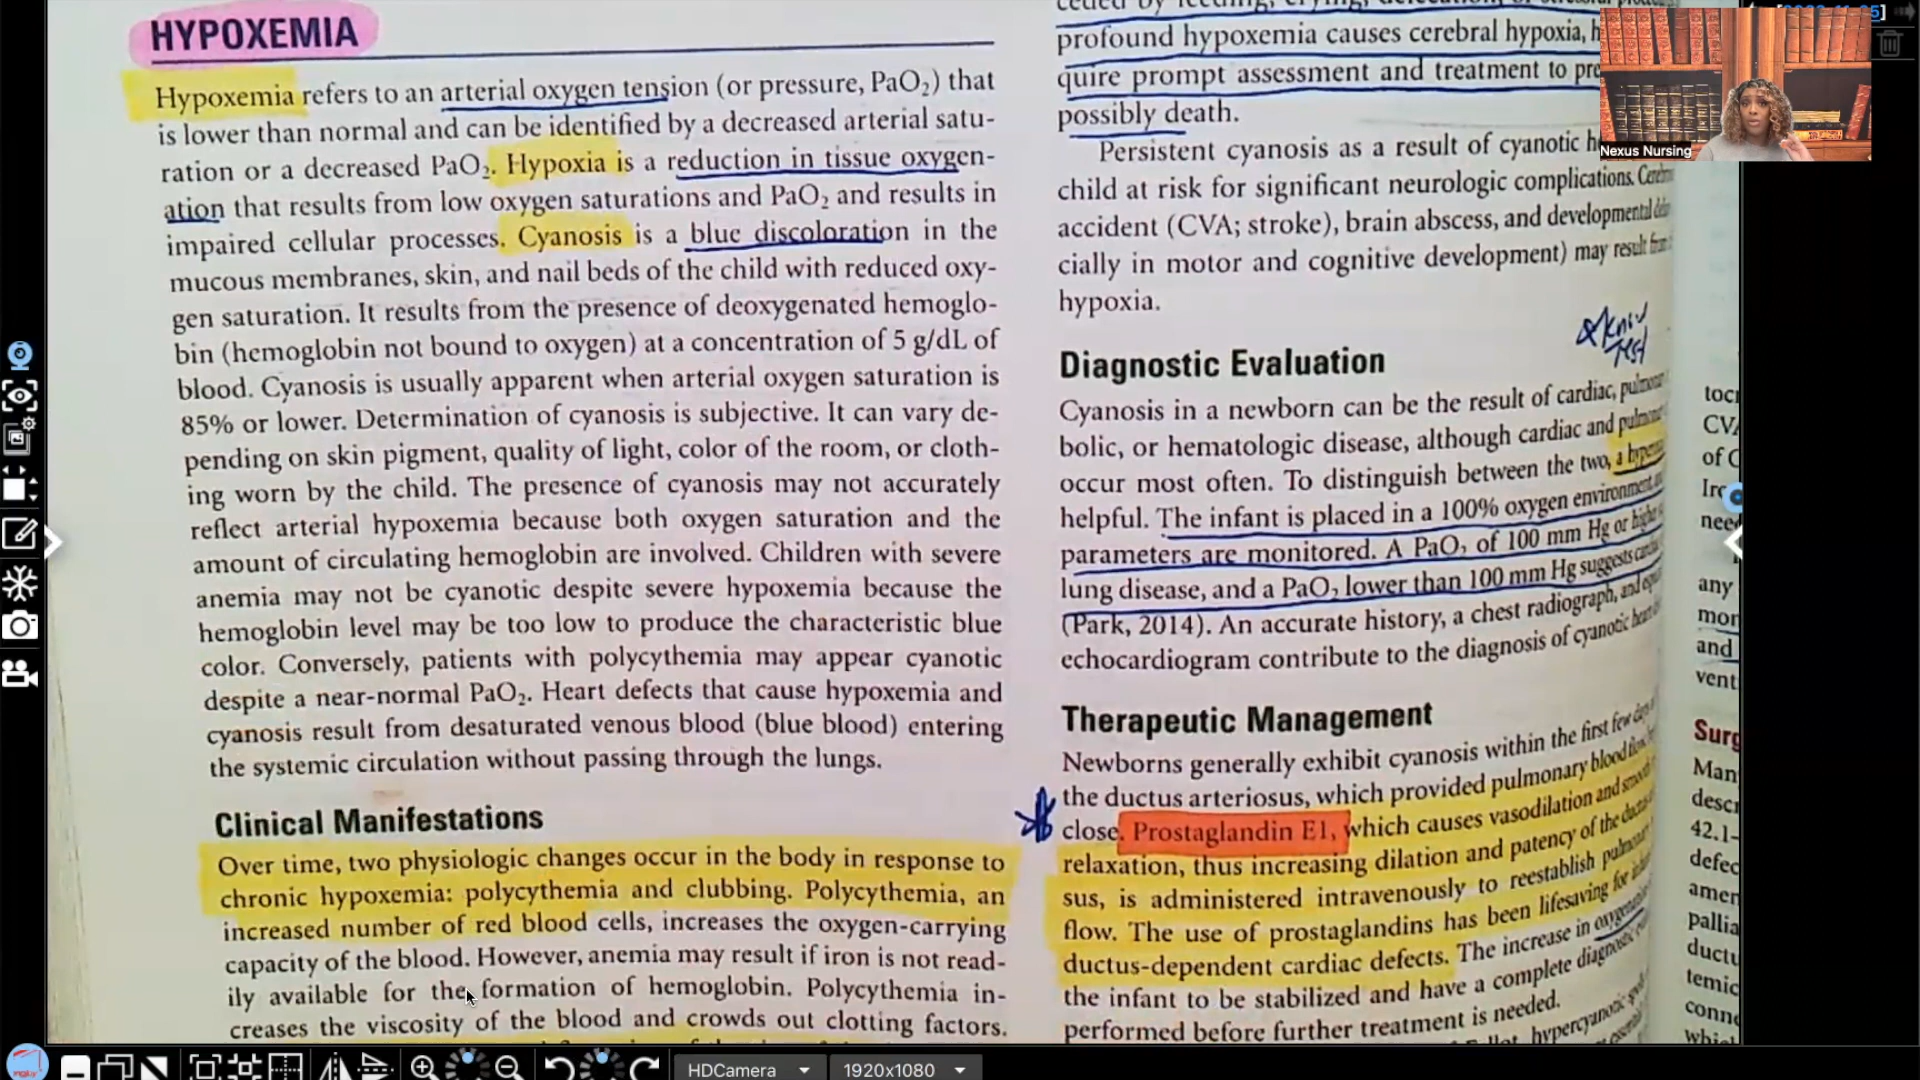 HYPOXEMIA
Hypoxemia refers to an arterial oxygen tension (or pressure, PaO₂) that
is lower than normal and can be identified by a decreased arterial satu-
ration or a decreased PaO₂. Hypoxia is a reduction in tissue oxygen-
ation that results from low oxygen saturations and PaO₂ and results in
impaired cellular processes. Cyanosis is a blue discoloration in the
mucous membranes, skin, and nail beds of the child with reduced oxy-
gen saturation. It results from the presence of deoxygenated hemoglo-
bin (hemoglobin not bound to oxygen) at a concentration of 5 g/dL of
blood. Cyanosis is usually apparent when arterial oxygen saturation is
85% or lower. Determination of cyanosis is subjective. It can vary de-
pending on skin pigment, quality of light, color of the room, or cloth-
ing worn by the child. The presence of cyanosis may not accurately
reflect arterial hypoxemia because both oxygen saturation and the
amount of circulating hemoglobin are involved. Children with severe
anemia may not be cyanotic despite severe hypoxemia because the
hemoglobin level may be too low to produce the characteristic blue
color. Conversely, patients with polycythemia may appear cyanotic
despite a near-normal PaO₂. Heart defects that cause hypoxemia and
cyanosis result from desaturated venous blood (blue blood) entering
the systemic circulation without passing through the lungs.
Clinical Manifestations
Over time, two physiologic changes occur in the body in response to
chronic hypoxemia: polycythemia and clubbing. Polycythemia, an
increased number of red blood cells, increases the oxygen-carrying
capacity of the blood. However, anemia may result if iron is not read-
ily available for the formation of hemoglobin. Polycythemia in-
creases the viscosity of the blood and crowds out clotting factors.
profound hypoxemia causes cerebral hypoxia,
quire prompt assessment and treatment to
possibly death.
Persistent cyanosis as a result of cyanotic
child at risk for significant neurologic complications.
accident (CVA; stroke), brain abscess, and developmental
cially in motor and cognitive development) may result from
hypoxia.
know
test
Diagnostic Evaluation
Cyanosis in a newborn can be the result of cardiac,
bolic, or hematologic disease, although cardiac and
occur most often. To distinguish between the two, a
helpful. The infant is placed in a 100% oxygen environment,
parameters are monitored. A PaO₂ of 100 mm Hg or higher
lung disease, and a PaO₂ lower than 100 mm Hg suggests
(Park, 2014). An accurate history, a chest radiograph, and
echocardiogram contribute to the diagnosis of cyanotic
Therapeutic Management
Newborns generally exhibit cyanosis within the first few days
the ductus arteriosus, which provided pulmonary blood
close. Prostaglandin E1, which causes vasodilation and smooth
relaxation, thus increasing dilation and patency of the
sus, is administered intravenously to reestablish
flow. The use of prostaglandins has been lifesaving for
ductus-dependent cardiac defects. The increase in
the infant to be stabilized and have a complete diagnostic
performed before further treatment is needed.
hypercyanotic
any
and
Many
Nexus Nursing
HDCamera
1920x1080